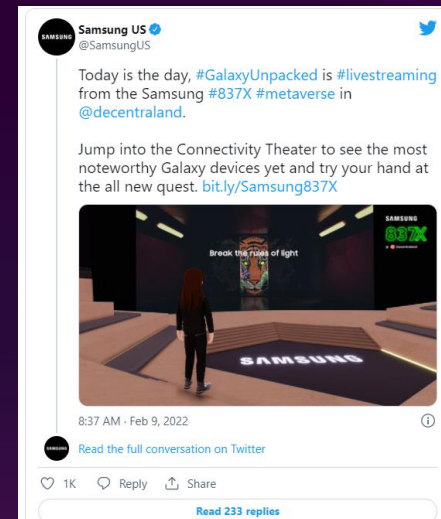 SAMSUNG
Samsung US
@SamsungUS
Today is the day, #GalaxyUnpacked is #livestreaming
from the Samsung #837X #metaverse in
@decentraland.
Jump into the Connectivity Theater to see the most
noteworthy Galaxy devices yet and try your hand at
the all new quest. bit.ly/Samsung837X
SAMSUNG
837X
Break the rules of light
SAMSUNG
8:37 AM · Feb 9, 2022
SAMSUNG
Read the full conversation on Twitter
1K Reply Share
Read 233 replies